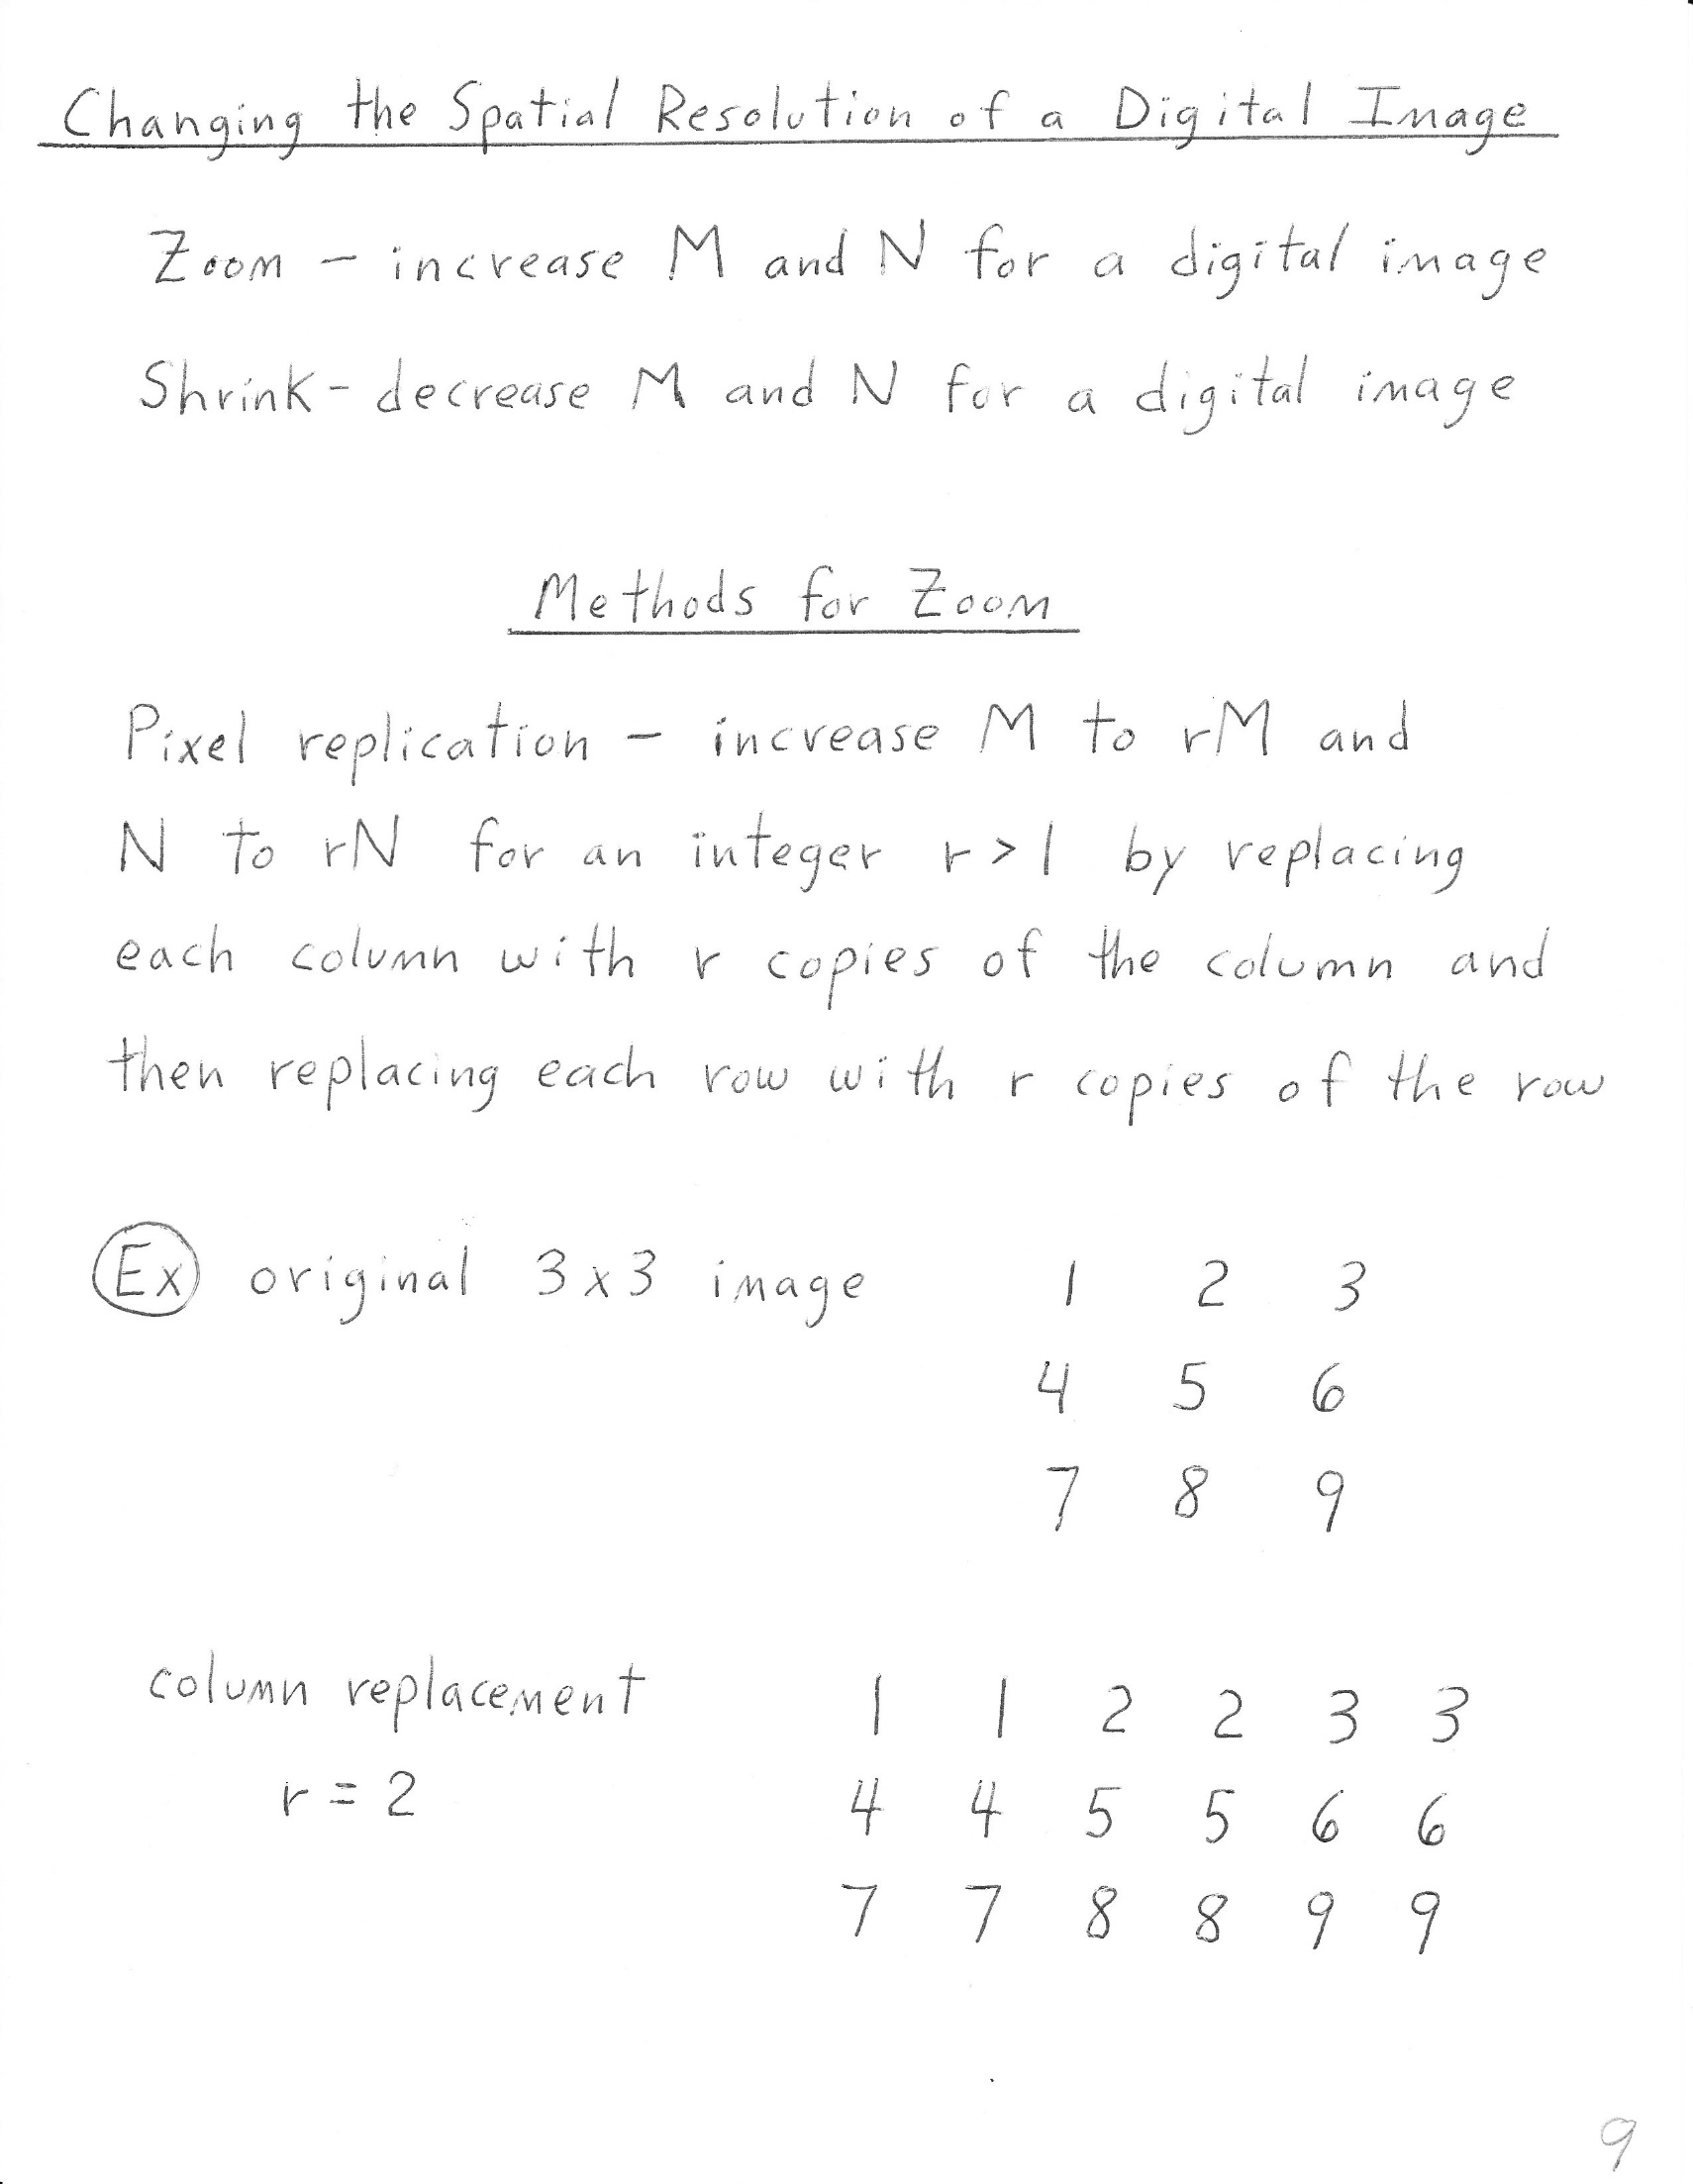 Changing the Spatial Resolution of a Digital Image
Zoom - increase M and N for a digital image
Shrink - decrease M and N for a digital image
Methods for Zoom
Pixel replication - increase M to rM and
N to rN for an integer r > 1 by replacing
each column with r copies of the column and
then replacing each row with r copies of the row
Ex original 3x3 image 1 2 3
4 5 6
7 8 9
column replacement 1 1 2 2 3 3
r = 2 4 4 5 5 6 6
7 7 8 8 9 9
9